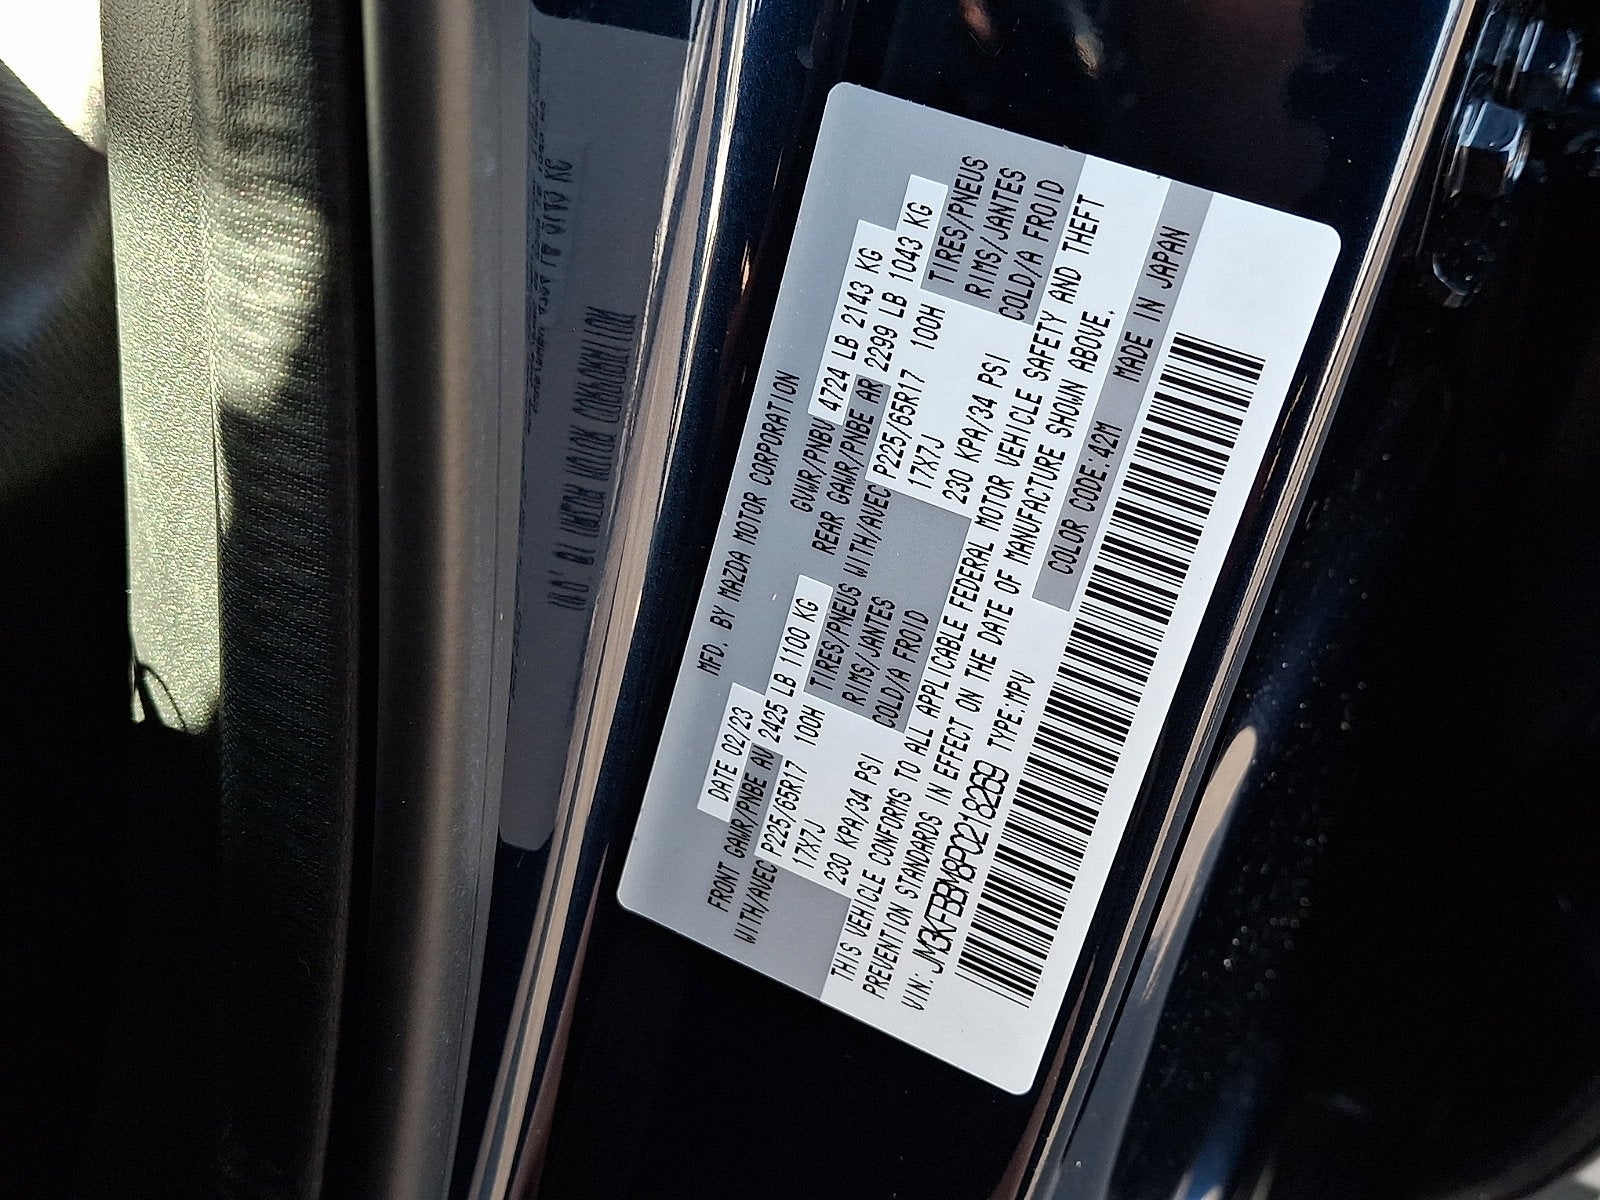 MFD. BY MAZDA MOTOR CORPORATION
DATE 02/23 GVWR/PNBV 4724 LB 2143 KG
FRONT GAWR/PNBE AV 2425 LB 1100 KG REAR GAWR/PNBE AR 2299 LB 1043 KG
WITH/AVEC P225/65R17 100H TIRES/PNEUS WITH/AVEC P225/65R17 100H TIRES/PNEUS
17X7J RIMS/JANTES 17X7J RIMS/JANTES
230 KPA/34 PSI COLD/A FROID 230 KPA/34 PSI COLD/A FROID
THIS VEHICLE CONFORMS TO ALL APPLICABLE FEDERAL MOTOR VEHICLE SAFETY AND THEFT
PREVENTION STANDARDS IN EFFECT ON THE DATE OF MANUFACTURE SHOWN ABOVE.
VIN: JM3KFBBM8P0218269 TYPE:MPV COLOR CODE:42M MADE IN JAPAN